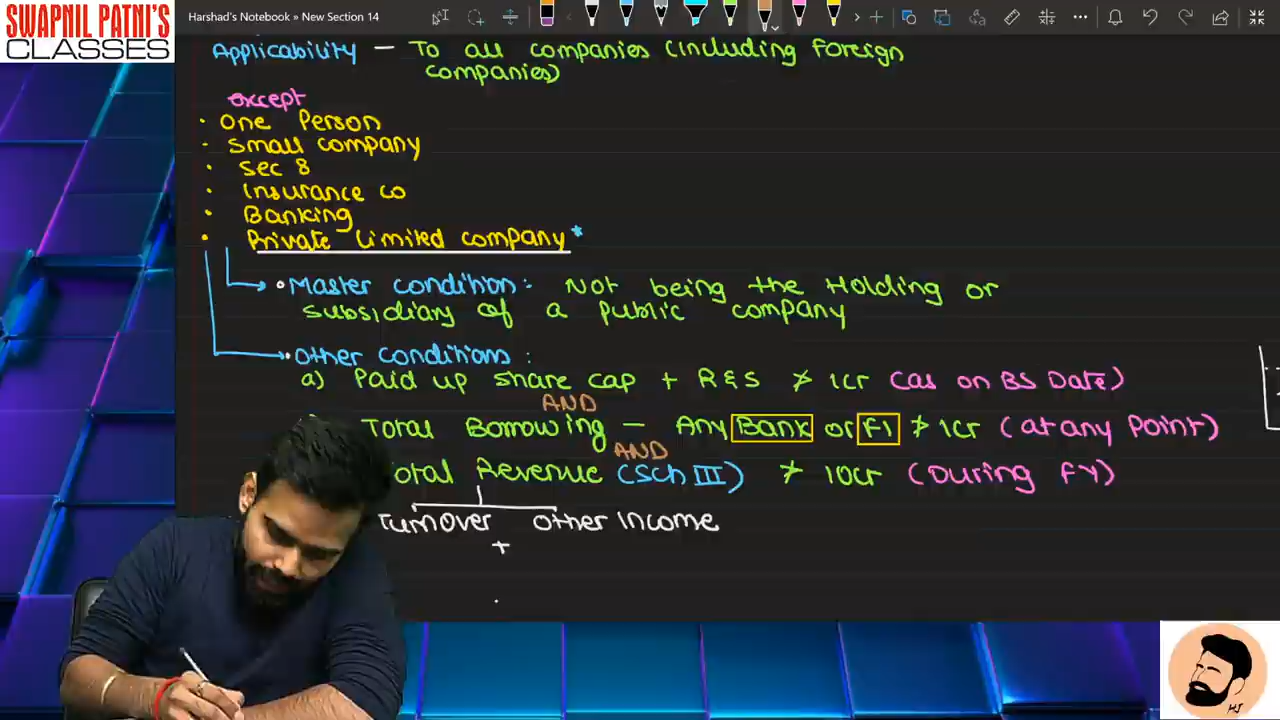 SWAPNIL PATNI'S
CLASSES
Harshad's Notebook » New Section 14
Applicability — To all companies (including Foreign
companies)
except
• One Person
• Small company
• Sec 8
• Insurance co
• Banking
• Private Limited company*
• Master condition: Not being the Holding or
subsidiary of a public company
• Other conditions:
a) Paid up share cap + R&S ≯ 1cr (as on BS Date)
AND
Total Borrowing — Any Bank or FI ≯ 1cr (at any Point)
AND
Total Revenue (Sch III) ≯ 10cr (During FY)
Turnover other Income
+
HJ